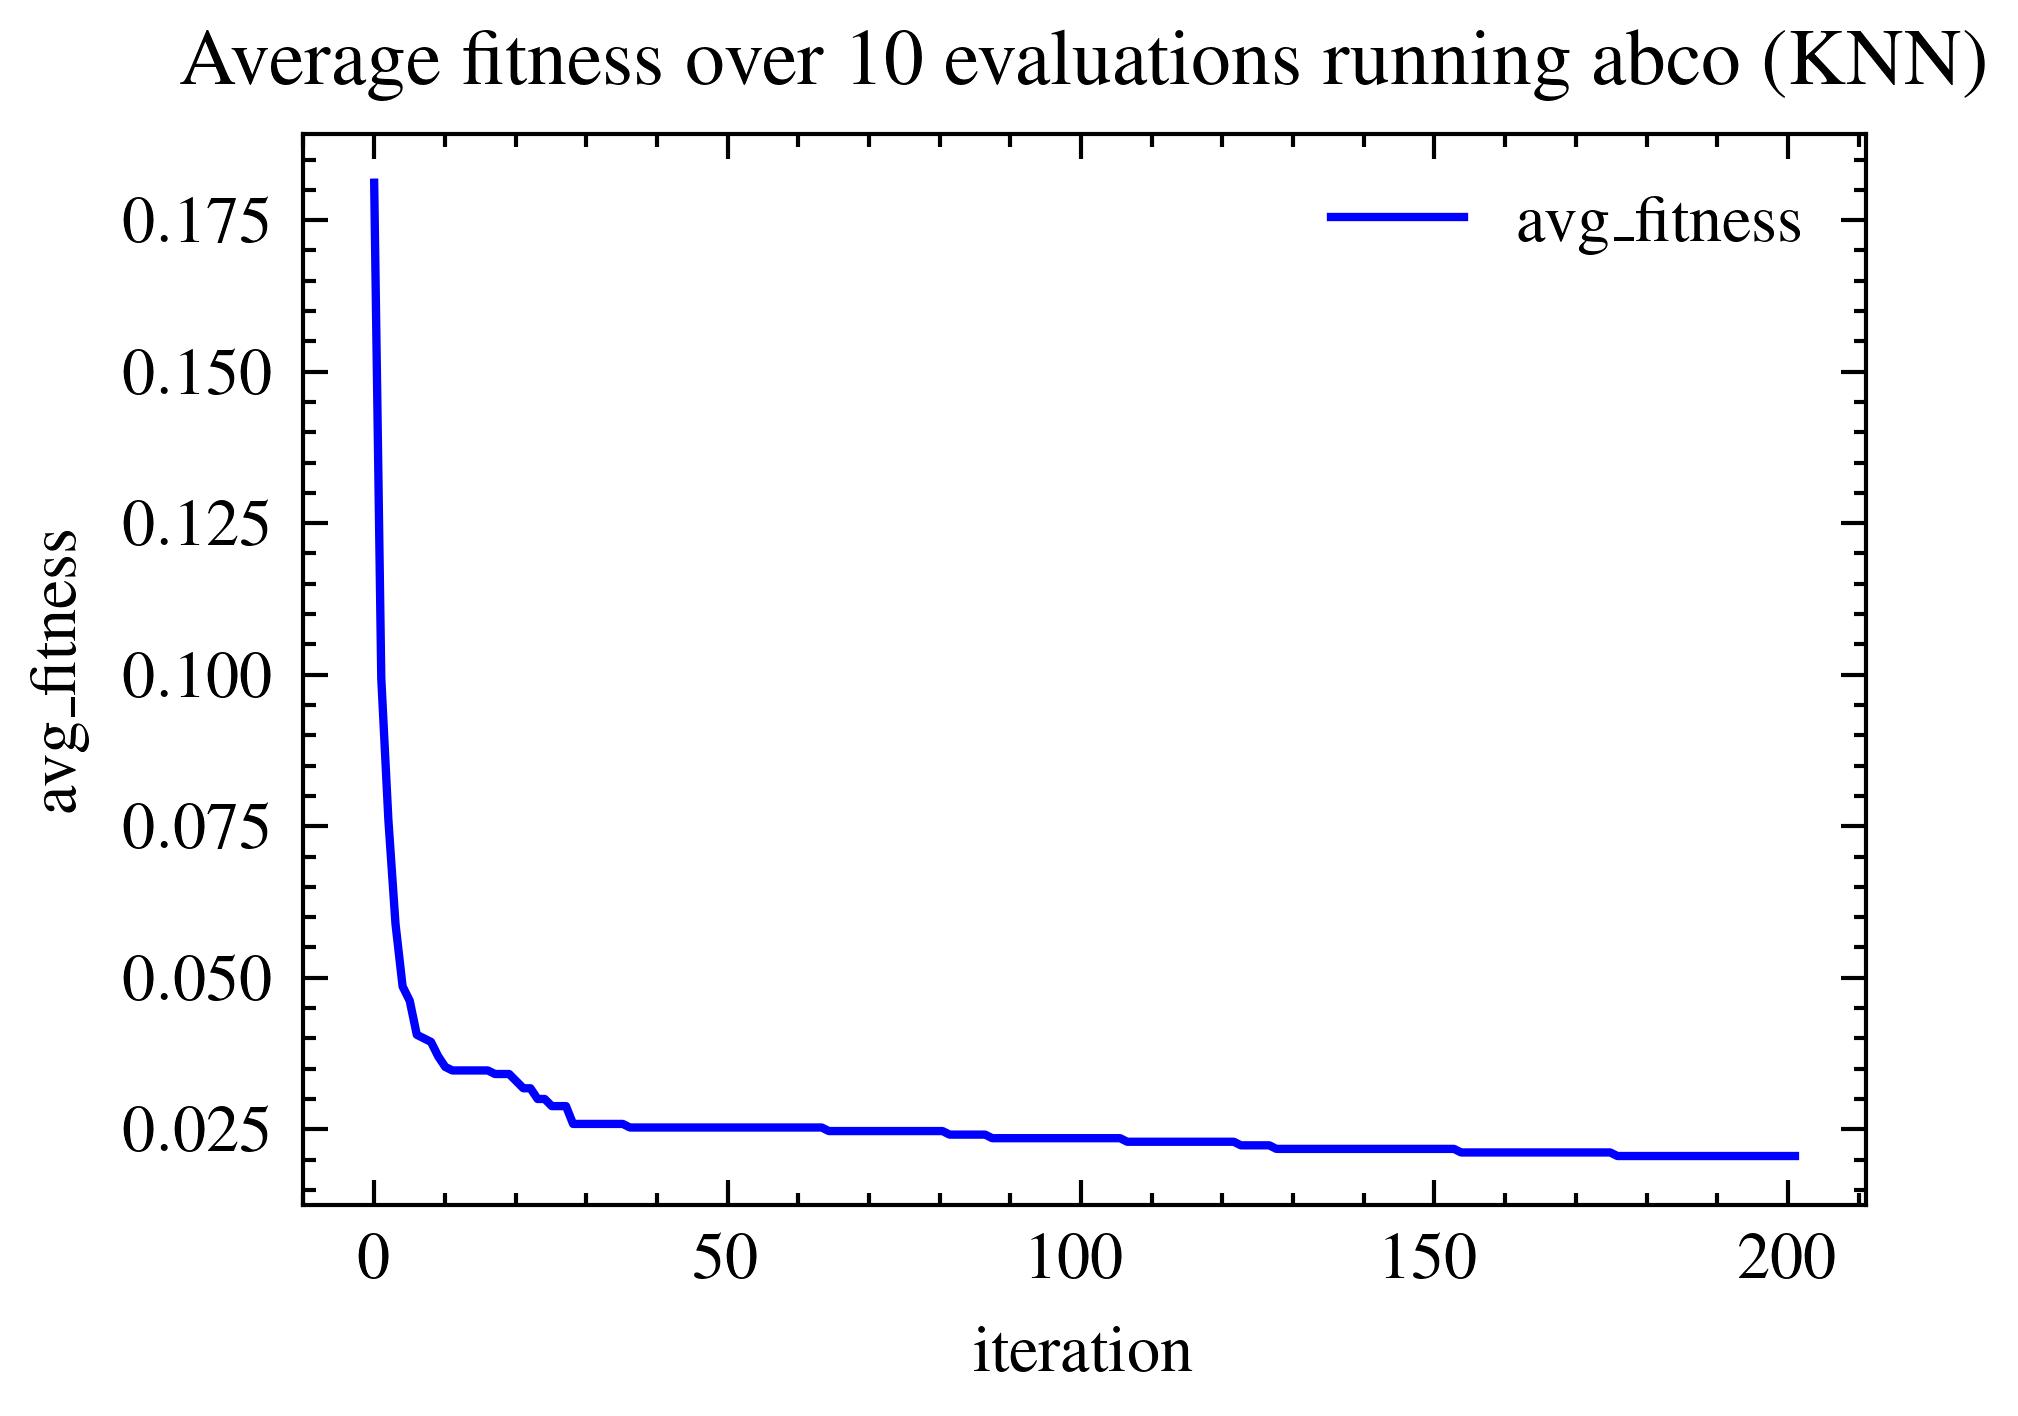 Average fitness over 10 evaluations running abco (KNN)
avg_fitness
0.175
0.150
0.125
0.100
0.075
0.050
0.025
avg_fitness
0 50 100 150 200
iteration